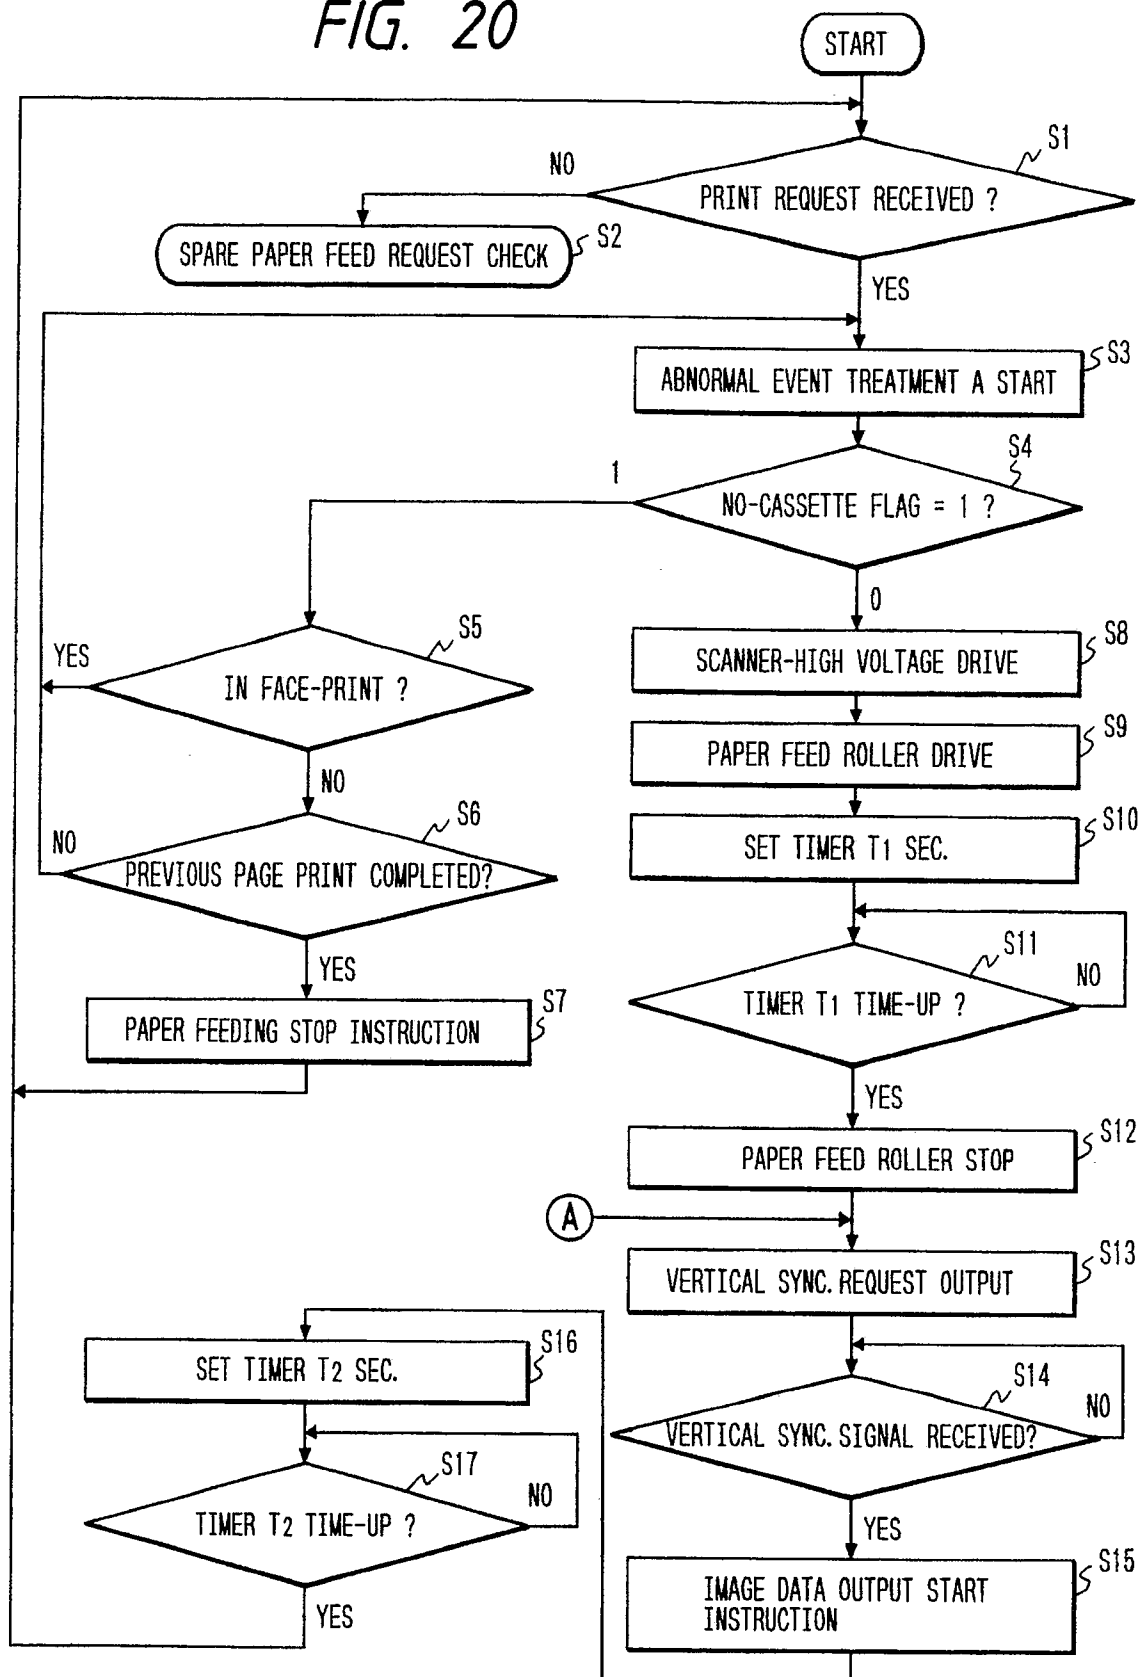 FIG. 20
START
S1
NO
PRINT REQUEST RECEIVED ?
S2
SPARE PAPER FEED REQUEST CHECK
YES
S3
ABNORMAL EVENT TREATMENT A START
S4
1
NO-CASSETTE FLAG = 1 ?
0
S5
YES
IN FACE-PRINT ?
NO
S8
SCANNER-HIGH VOLTAGE DRIVE
S9
PAPER FEED ROLLER DRIVE
S6
NO
PREVIOUS PAGE PRINT COMPLETED?
YES
S10
SET TIMER T1 SEC.
S11
NO
TIMER T1 TIME-UP ?
YES
S7
PAPER FEEDING STOP INSTRUCTION
S12
PAPER FEED ROLLER STOP
A
S13
VERTICAL SYNC. REQUEST OUTPUT
S14
NO
VERTICAL SYNC. SIGNAL RECEIVED?
YES
S16
SET TIMER T2 SEC.
S17
NO
TIMER T2 TIME-UP ?
YES
S15
IMAGE DATA OUTPUT START
INSTRUCTION